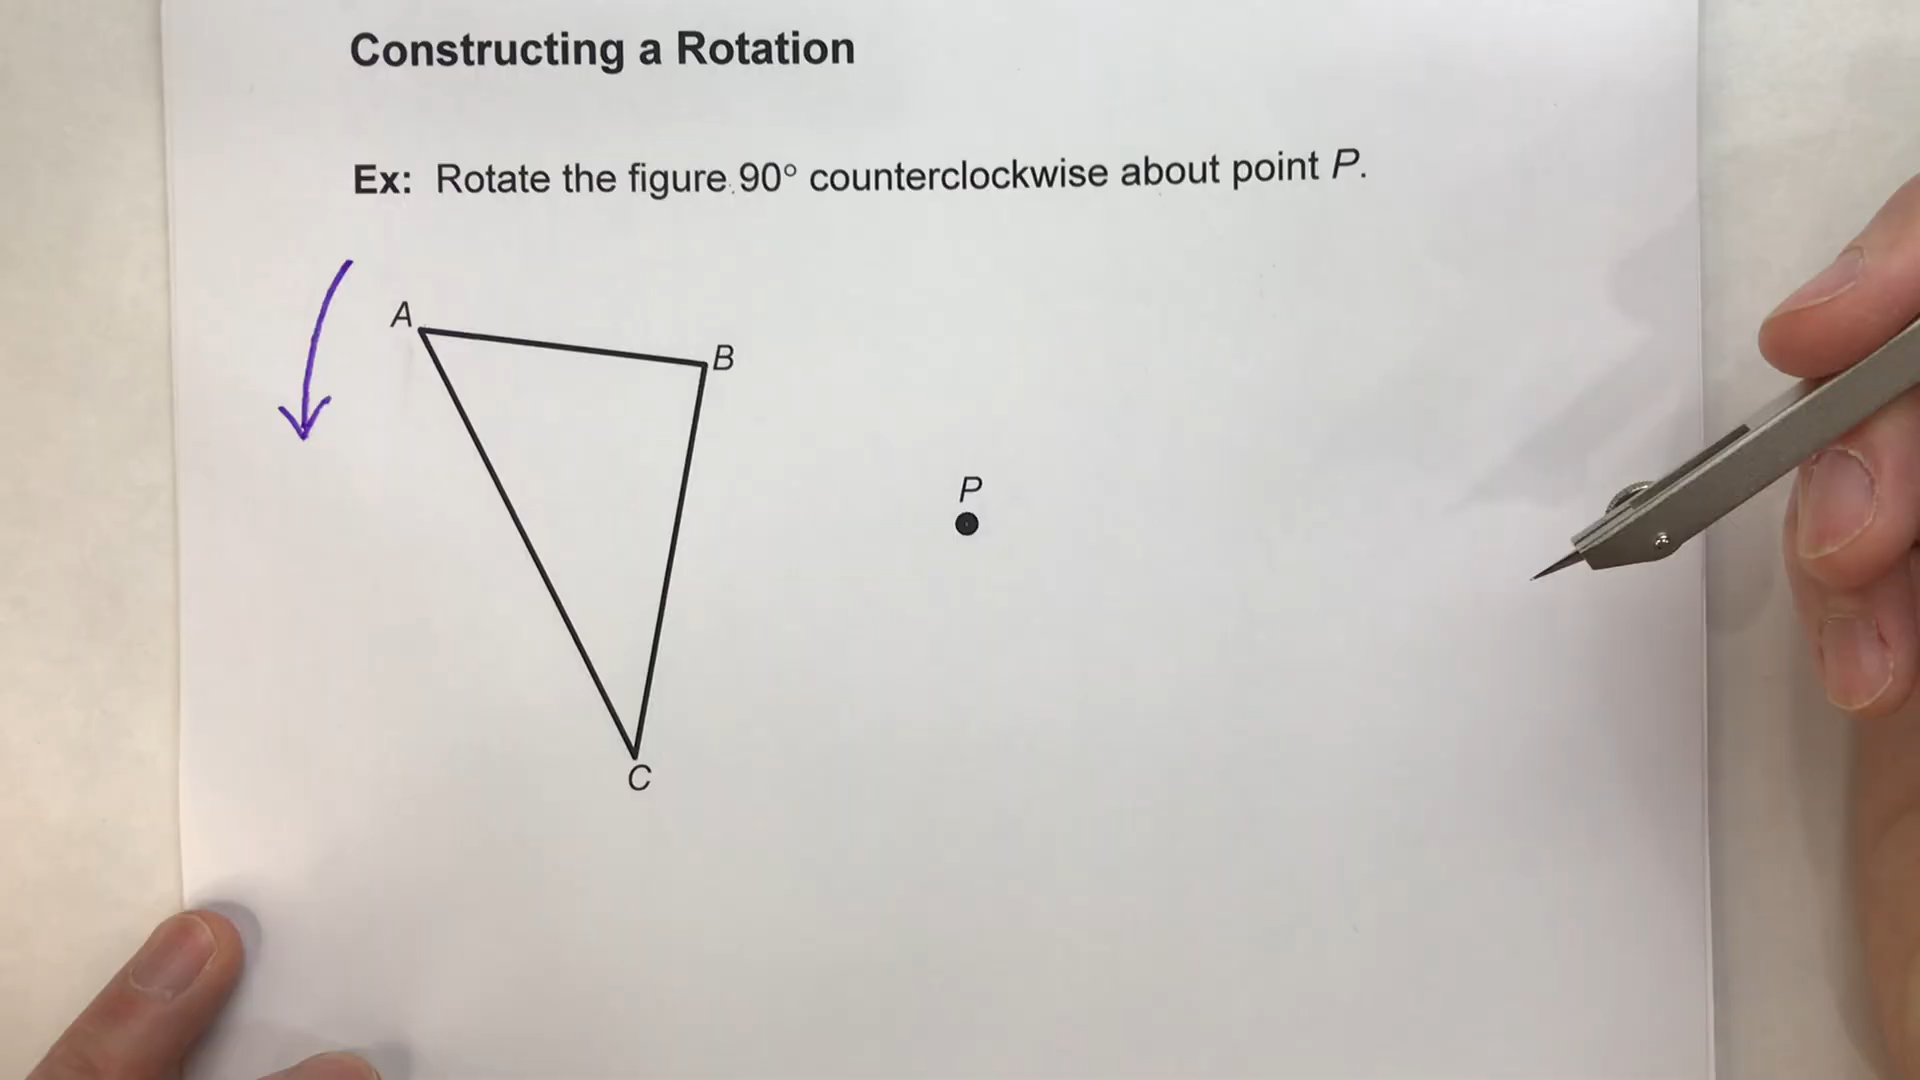 Constructing a Rotation
Ex: Rotate the figure 90° counterclockwise about point P.
A
B
P
C